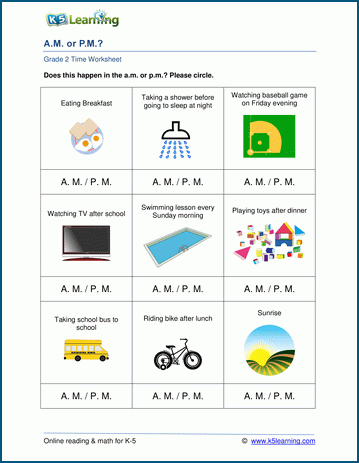 K5 Learning
A.M. or P.M.?
Grade 2 Time Worksheet
Does this happen in the a.m. or p.m.? Please circle.
Eating Breakfast
Taking a shower before
going to sleep at night
Watching baseball game
on Friday evening
A. M. / P. M.
A. M. / P. M.
A. M. / P. M.
Watching TV after school
Swimming lesson every
Sunday morning
Playing toys after dinner
A. M. / P. M.
A. M. / P. M.
A. M. / P. M.
Taking school bus to
school
Riding bike after lunch
Sunrise
A. M. / P. M.
A. M. / P. M.
A. M. / P. M.
Online reading & math for K-5
© www.k5learning.com